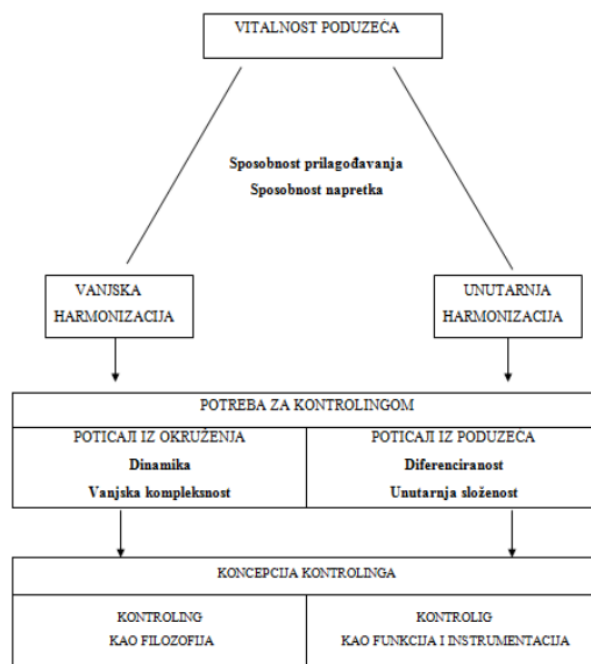 VITALNOST PODUZEĆA
Sposobnost prilagođavanja
Sposobnost napretka
VANJSKA
HARMONIZACIJA
UNUTARNJA
HARMONIZACIJA
POTREBA ZA KONTROLINGOM
POTICAJI IZ OKRUŽENJA
Dinamika
Vanjska kompleksnost
POTICAJI IZ PODUZEĆA
Diferenciranost
Unutarnja složenost
KONCEPCIJA KONTROLINGA
KONTROLING
KAO FILOZOFIJA
KONTROLIG
KAO FUNKCIJA I INSTRUMENTACIJA